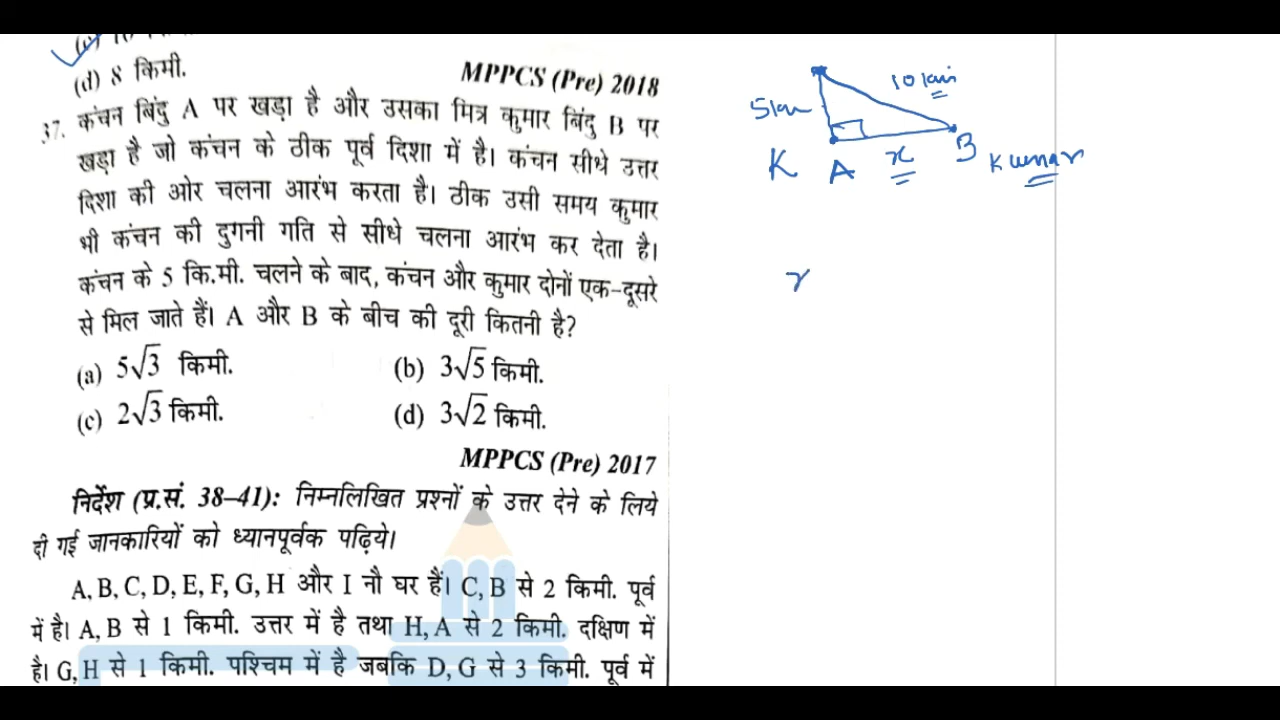 (d) 8 किमी.
MPPCS (Pre) 2018
37. कंचन बिंदु A पर खड़ा है और उसका मित्र कुमार बिंदु B पर
खड़ा है जो कंचन के ठीक पूर्व दिशा में है। कंचन सीधे उत्तर
दिशा की ओर चलना आरंभ करता है। ठीक उसी समय कुमार
भी कंचन की दुगनी गति से सीधे चलना आरंभ कर देता है।
कंचन के 5 कि.मी. चलने के बाद, कंचन और कुमार दोनों एक-दूसरे
से मिल जाते हैं। A और B के बीच की दूरी कितनी है?
(a) 5√3 किमी.
(b) 3√5 किमी.
(c) 2√3 किमी.
(d) 3√2 किमी.
MPPCS (Pre) 2017
निर्देश (प्र.सं. 38–41): निम्नलिखित प्रश्नों के उत्तर देने के लिये
दी गई जानकारियों को ध्यानपूर्वक पढ़िये।
A, B, C, D, E, F, G, H और I नौ घर हैं। C, B से 2 किमी. पूर्व
में है। A, B से 1 किमी. उत्तर में है तथा H, A से 2 किमी. दक्षिण में
है। G, H से 1 किमी. पश्चिम में है जबकि D, G से 3 किमी. पूर्व में
10km
5km
K A x B Kumar